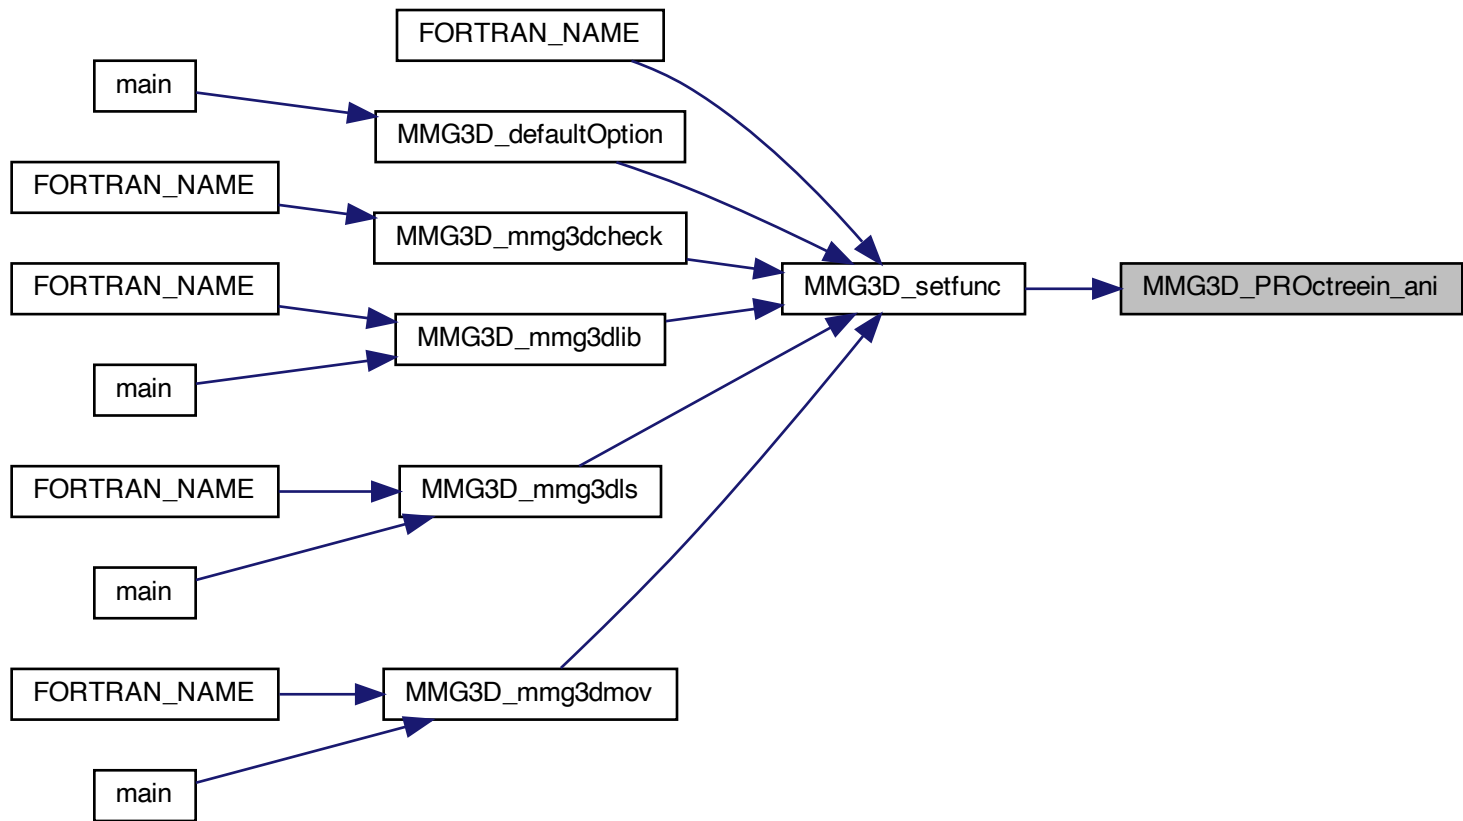 FORTRAN_NAME
main
MMG3D_defaultOption
FORTRAN_NAME
MMG3D_mmg3dcheck
FORTRAN_NAME
MMG3D_setfunc
MMG3D_PROctreein_ani
MMG3D_mmg3dlib
main
FORTRAN_NAME
MMG3D_mmg3dls
main
FORTRAN_NAME
MMG3D_mmg3dmov
main